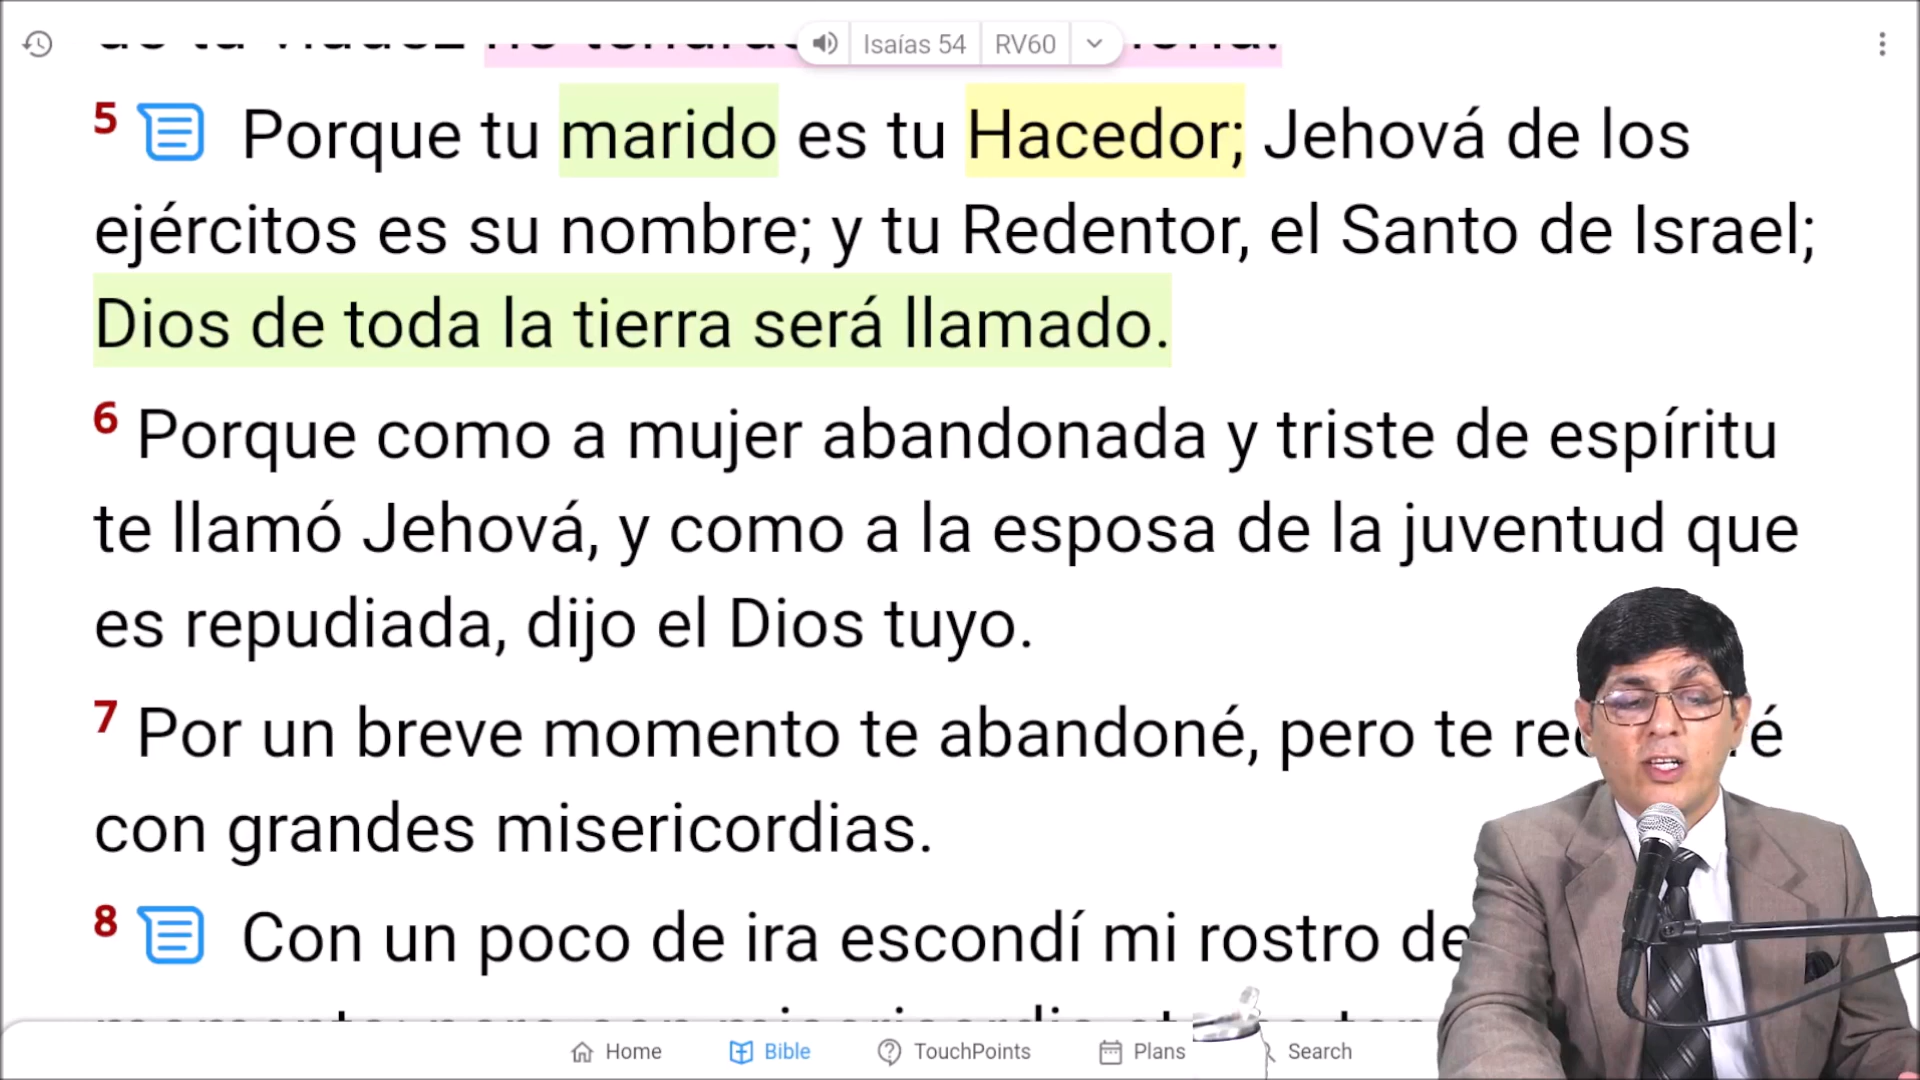 Isaías 54 RV60
5 Porque tu marido es tu Hacedor; Jehová de los
ejércitos es su nombre; y tu Redentor, el Santo de Israel;
Dios de toda la tierra será llamado.
6 Porque como a mujer abandonada y triste de espíritu
te llamó Jehová, y como a la esposa de la juventud que
es repudiada, dijo el Dios tuyo.
7 Por un breve momento te abandoné, pero te
con grandes misericordias.
8 Con un poco de ira escondí mi rostro
Home Bible TouchPoints Plans Search